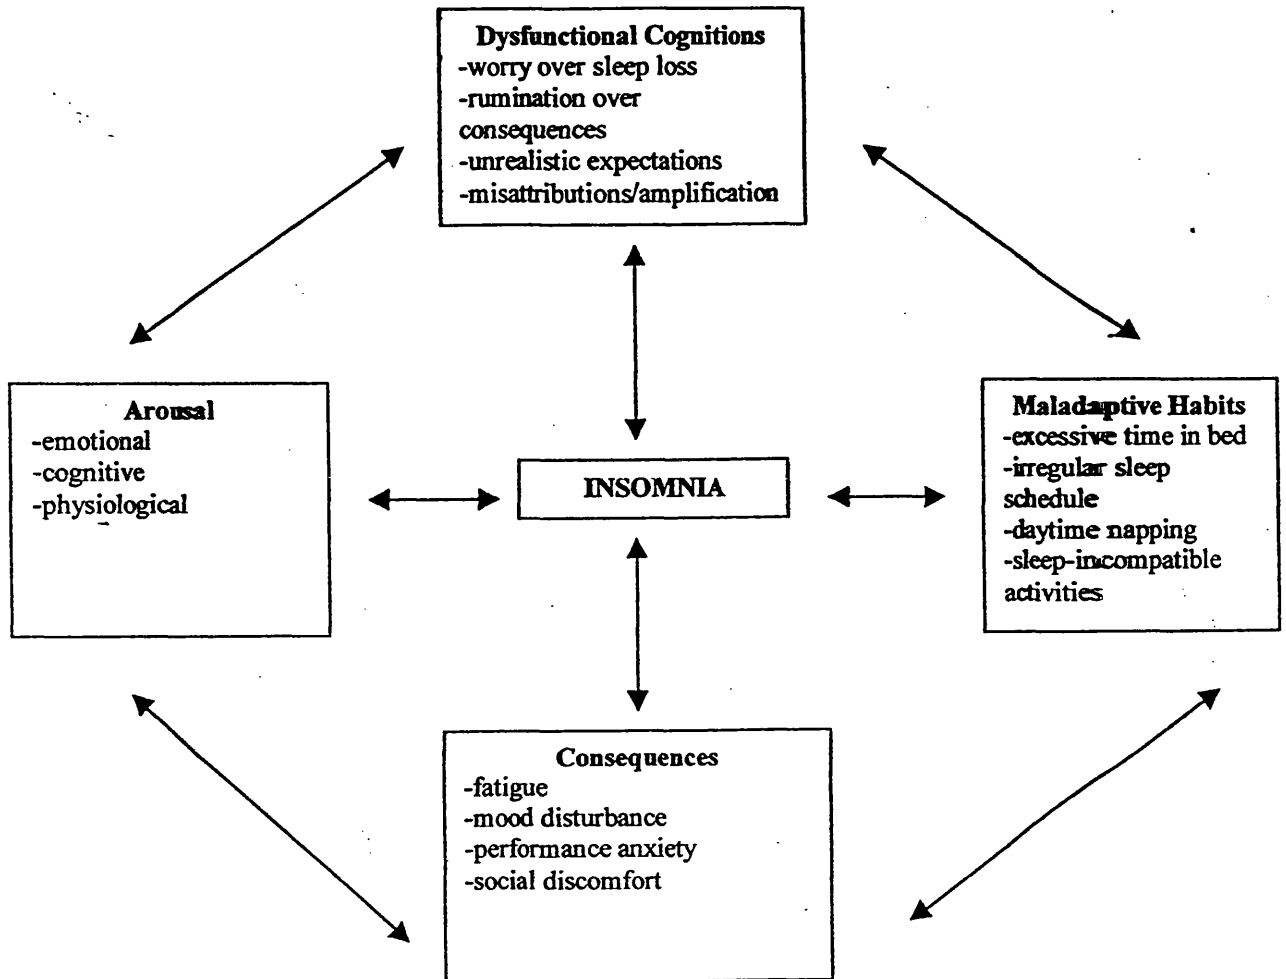 Dysfunctional Cognitions
-worry over sleep loss
-rumination over
consequences
-unrealistic expectations
-misattributions/amplification
Arousal
-emotional
-cognitive
-physiological
INSOMNIA
Maladaptive Habits
-excessive time in bed
-irregular sleep
schedule
-daytime napping
-sleep-incompatible
activities
Consequences
-fatigue
-mood disturbance
-performance anxiety
-social discomfort